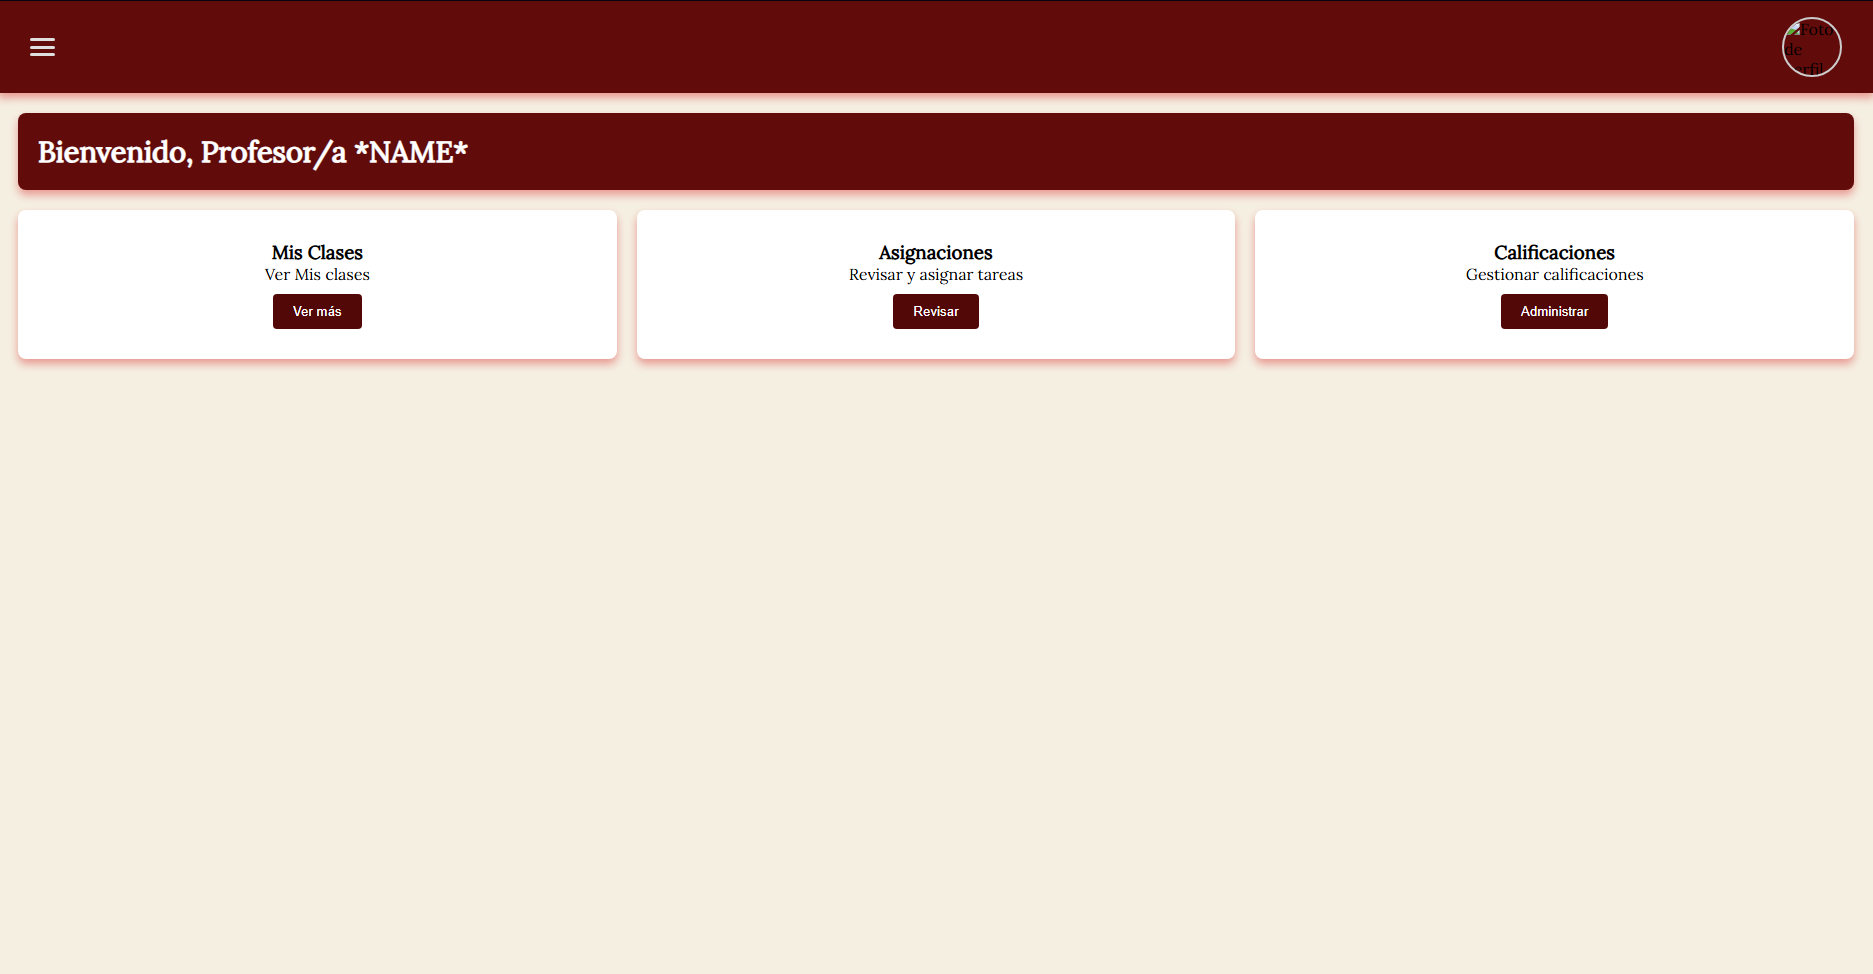 Foto
de
Bienvenido, Profesor/a *NAME*
Mis Clases
Ver Mis clases
Ver más
Asignaciones
Revisar y asignar tareas
Revisar
Calificaciones
Gestionar calificaciones
Administrar